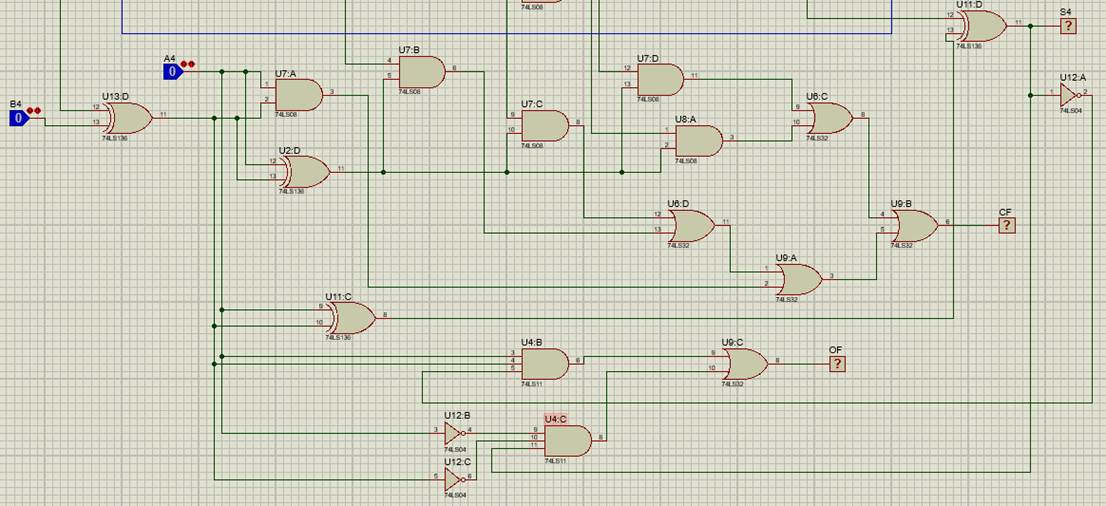 74LS08
74LS08
U11:D
12
13
11
74LS136
S4
?
A4
0
U7:B
4
5
6
74LS08
U7:D
12
13
11
74LS08
U12:A
1
2
74LS04
U7:A
1
2
3
74LS08
B4
0
U13:D
12
13
11
74LS136
U7:C
9
10
8
74LS08
U6:C
9
10
8
74LS32
U8:A
1
2
3
74LS08
U2:D
12
13
11
74LS136
U6:D
12
13
11
74LS32
U9:B
4
5
6
74LS32
CF
?
U9:A
1
2
3
74LS32
U11:C
9
10
8
74LS136
U4:B
3
4
5
6
74LS11
U9:C
9
10
8
74LS32
OF
?
U12:B
3
4
74LS04
U4:C
9
10
11
8
74LS11
U12:C
5
6
74LS04